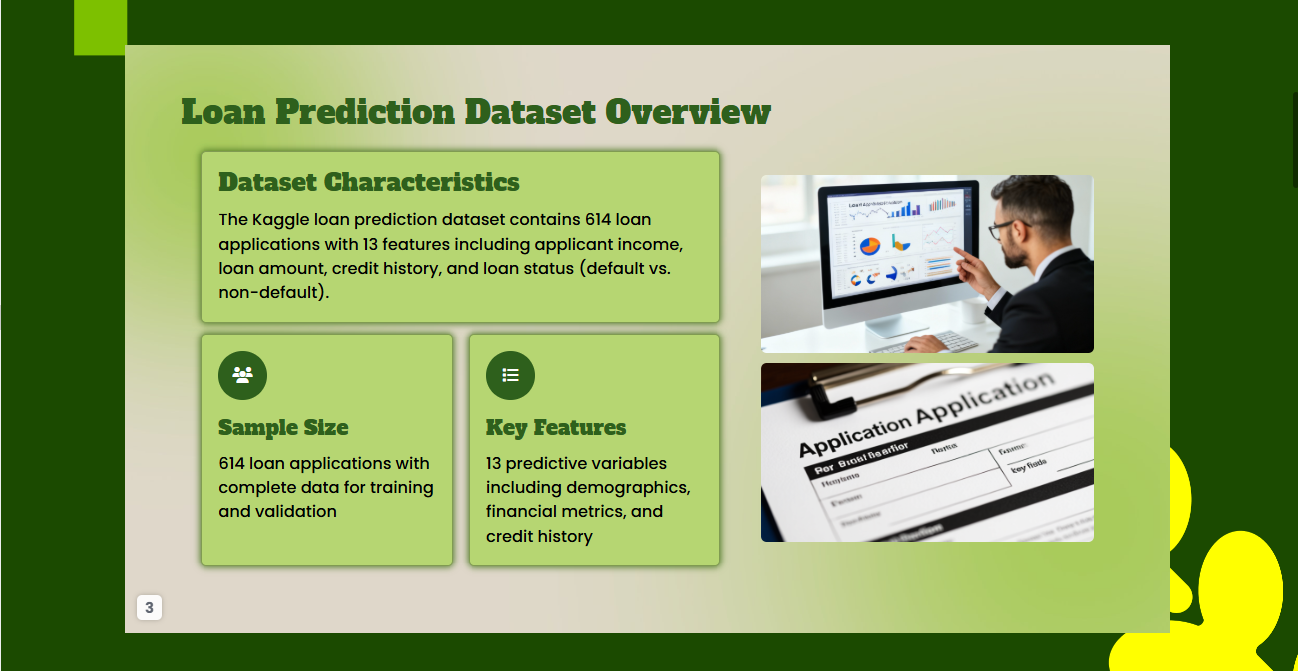 Loan Prediction Dataset Overview
Dataset Characteristics
The Kaggle loan prediction dataset contains 614 loan
applications with 13 features including applicant income,
loan amount, credit history, and loan status (default vs.
non-default).
Sample Size
614 loan applications with
complete data for training
and validation
Key Features
13 predictive variables
including demographics,
financial metrics, and
credit history
Application Application
3